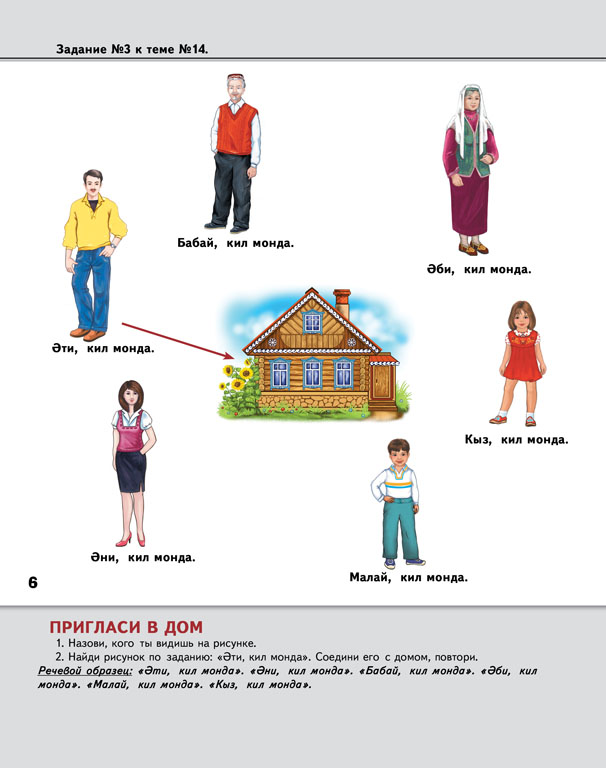 Задание №3 к теме №14.
Бабай, кил монда.
Әби, кил монда.
Әти, кил монда.
Кыз, кил монда.
Әни, кил монда.
Малай, кил монда.
6
ПРИГЛАСИ В ДОМ
1. Назови, кого ты видишь на рисунке.
2. Найди рисунок по заданию: «Әти, кил монда». Соедини его с домом, повтори.
Речевой образец: «Әти, кил монда». «Әни, кил монда». «Бабай, кил монда». «Әби, кил
монда». «Малай, кил монда». «Кыз, кил монда».